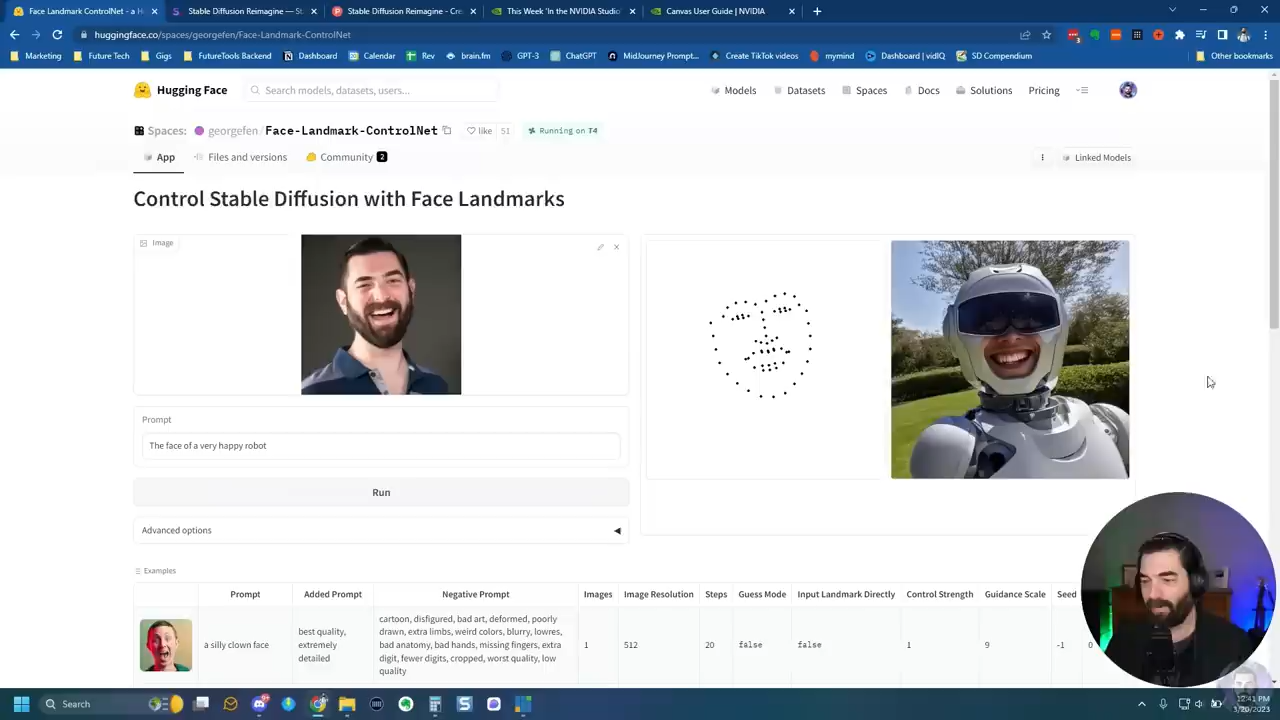 ControlNet - a H
Stable Diffusion Reimagine - Cre
This Week 'In the NVIDIA Studio'
Canvas User Guide | NVIDIA
huggingface.co/spaces/georgefen/Face-Landmark-ControlNet
Marketing
Gigs
FutureTools Backend
Dashboard
Calendar
Rev
brain.fm
GPT-3
ChatGPT
MidJourney Prompt...
Create TikTok videos
mymind
Dashboard | vidIQ
SD Compendium
Other bookmarks
Hugging Face
Search models, datasets, users...
Models
Datasets
Spaces
Docs
Solutions
Pricing
Spaces:
georgefen/Face-Landmark-ControlNet
like 51
Running on T4
App
Files and versions
Community 2
Linked Models
Control Stable Diffusion with Face Landmarks
Image
Prompt
The face of a very happy robot
Run
Advanced options
Examples
Prompt Added Prompt Negative Prompt Images Image Resolution Steps Guess Mode Input Landmark Directly Control Strength Guidance Scale Seed
a silly clown face
best quality,
extremely
detailed
cartoon, disfigured, bad art, deformed, poorly
drawn, extra limbs, weird colors, blurry, lowres,
bad anatomy, bad hands, missing fingers, extra
digit, fewer digits, cropped, worst quality, low
quality
1
512
20
false
false
1
9
-1
0
Search
12:41 PM
3/20/2023